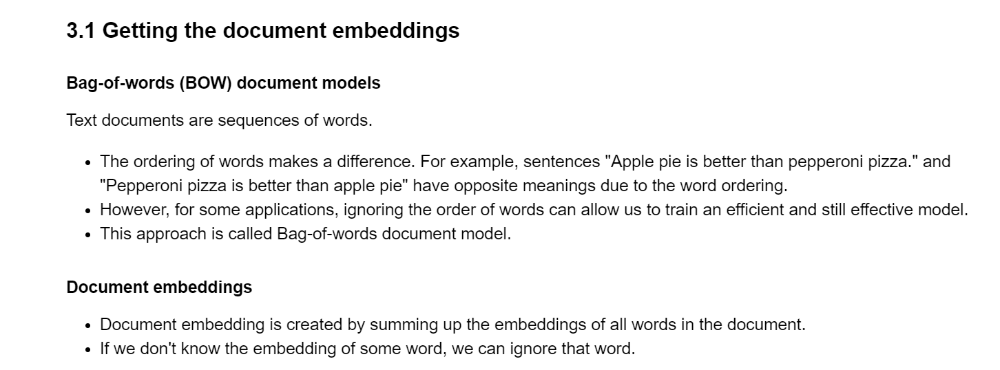 3.1 Getting the document embeddings
Bag-of-words (BOW) document models
Text documents are sequences of words.
• The ordering of words makes a difference. For example, sentences "Apple pie is better than pepperoni pizza." and
"Pepperoni pizza is better than apple pie" have opposite meanings due to the word ordering.
• However, for some applications, ignoring the order of words can allow us to train an efficient and still effective model.
• This approach is called Bag-of-words document model.
Document embeddings
• Document embedding is created by summing up the embeddings of all words in the document.
• If we don't know the embedding of some word, we can ignore that word.